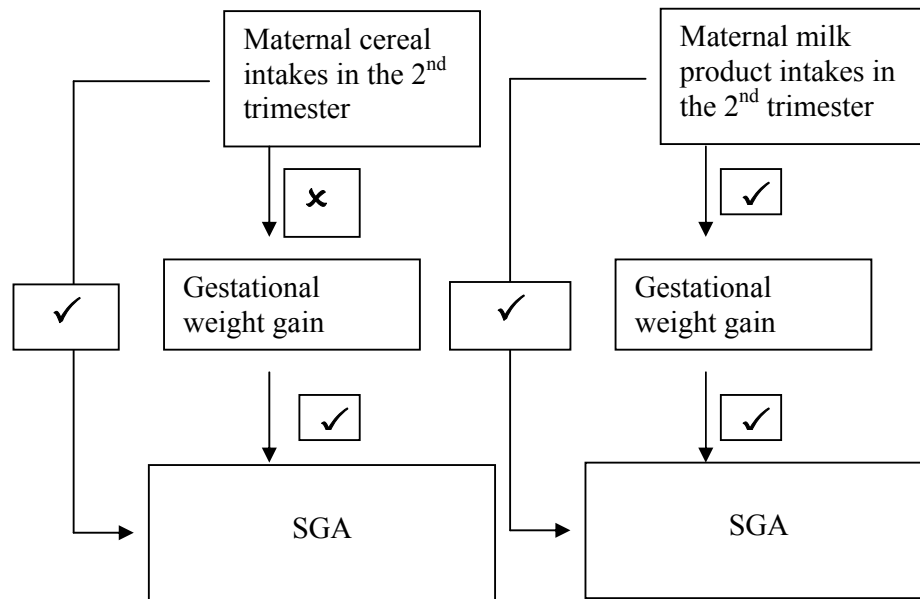 Maternal cereal
intakes in the 2nd
trimester
✗
Gestational
weight gain
✓
✓
SGA
Maternal milk
product intakes in
the 2nd trimester
✓
Gestational
weight gain
✓
✓
SGA